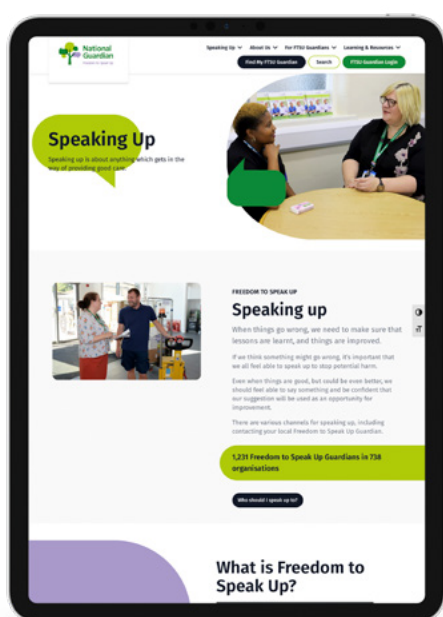 National
Guardian
Freedom to Speak Up
Speaking Up
About Us
For FTSU Guardians
Learning & Resources
Find My FTSU Guardian
Search
FTSU Guardian Login
Speaking Up
Speaking up is about anything which gets in the
way of providing good care.
FREEDOM TO SPEAK UP
Speaking up
When things go wrong, we need to make sure that
lessons are learnt, and things are improved.
If we think something might go wrong, it's important that
we all feel able to speak up to stop potential harm.
Even when things are good, but could be even better, we
should feel able to say something and be confident that
our suggestion will be used as an opportunity for
improvement.
There are various channels for speaking up, including
contacting your local Freedom to Speak Up Guardian.
1,231 Freedom to Speak Up Guardians in 738
organisations
Who should I speak up to?
What is Freedom to
Speak Up?